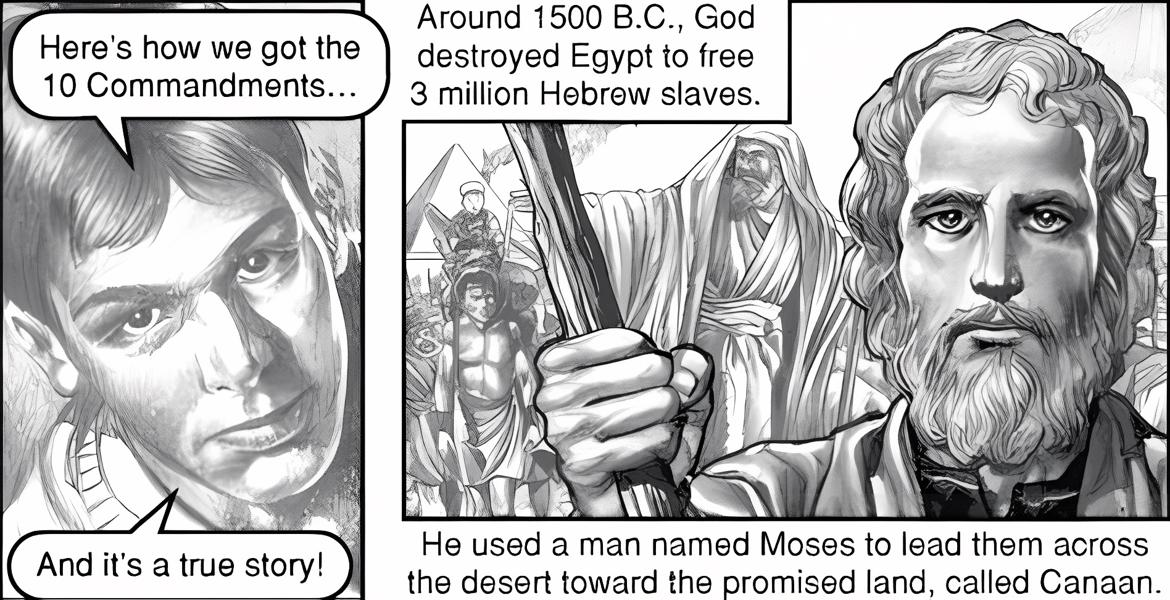 Here's how we got the
10 Commandments...
And it's a true story!
Around 1500 B.C., God
destroyed Egypt to free
3 million Hebrew slaves.
He used a man named Moses to lead them across
the desert toward the promised land, called Canaan.